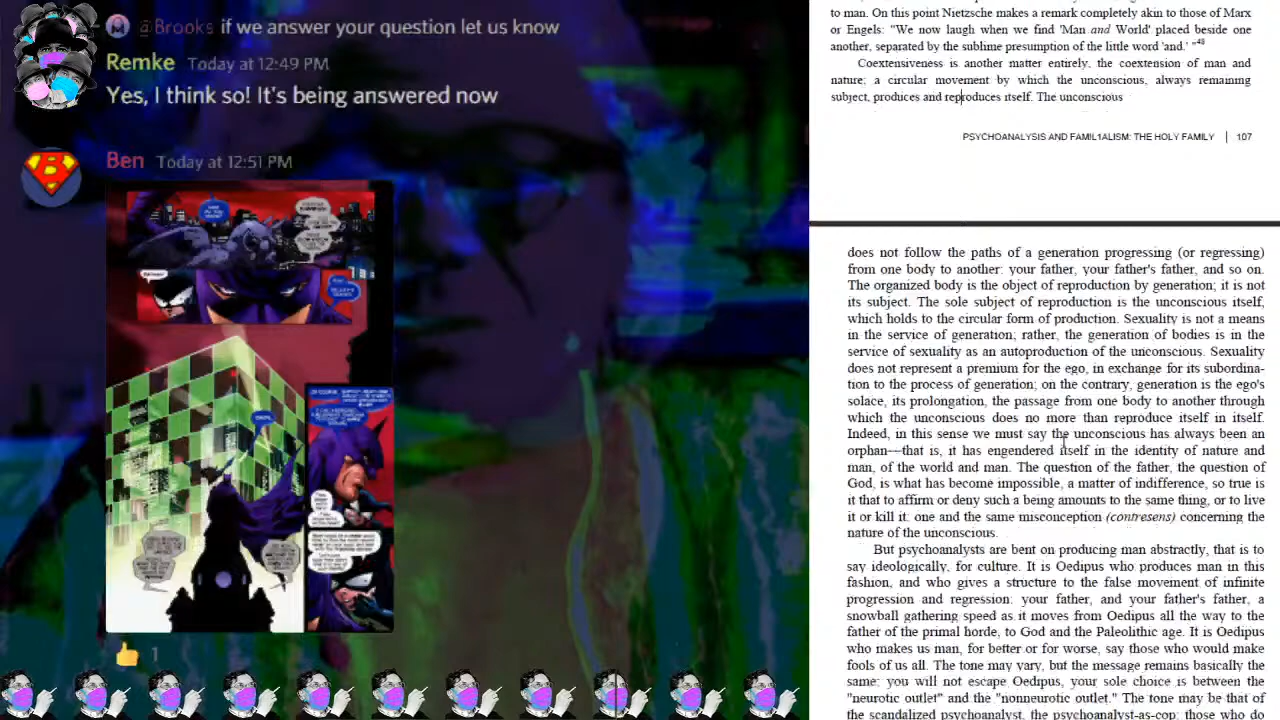 @Brooks if we answer your question let us know
Remke Today at 12:49 PM
Yes, I think so! It's being answered now
Ben Today at 12:51 PM
1
to man. On this point Nietzsche makes a remark completely akin to those of Marx
or Engels: "We now laugh when we find 'Man and World' placed beside one
another, separated by the sublime presumption of the little word 'and.' "48
Coextensiveness is another matter entirely, the coextension of man and
nature; a circular movement by which the unconscious, always remaining
subject, produces and reproduces itself. The unconscious
PSYCHOANALYSIS AND FAMIL1ALISM: THE HOLY FAMILY | 107
does not follow the paths of a generation progressing (or regressing)
from one body to another: your father, your father's father, and so on.
The organized body is the object of reproduction by generation; it is not
its subject. The sole subject of reproduction is the unconscious itself,
which holds to the circular form of production. Sexuality is not a means
in the service of generation; rather, the generation of bodies is in the
service of sexuality as an autoproduction of the unconscious. Sexuality
does not represent a premium for the ego, in exchange for its subordina-
tion to the process of generation; on the contrary, generation is the ego's
solace, its prolongation, the passage from one body to another through
which the unconscious does no more than reproduce itself in itself.
Indeed, in this sense we must say the unconscious has always been an
orphan—that is, it has engendered itself in the identity of nature and
man, of the world and man. The question of the father, the question of
God, is what has become impossible, a matter of indifference, so true is
it that to affirm or deny such a being amounts to the same thing, or to live
it or kill it: one and the same misconception (contresens) concerning the
nature of the unconscious.
But psychoanalysts are bent on producing man abstractly, that is to
say ideologically, for culture. It is Oedipus who produces man in this
fashion, and who gives a structure to the false movement of infinite
progression and regression: your father, and your father's father, a
snowball gathering speed as it moves from Oedipus all the way to the
father of the primal horde, to God and the Paleolithic age. It is Oedipus
who makes us man, for better or for worse, say those who would make
fools of us all. The tone may vary, but the message remains basically the
same: you will not escape Oedipus, your sole choice is between the
"neurotic outlet" and the "nonneurotic outlet." The tone may be that of
the scandalized psychoanalyst, the psychoanalyst-as-cop: those who do